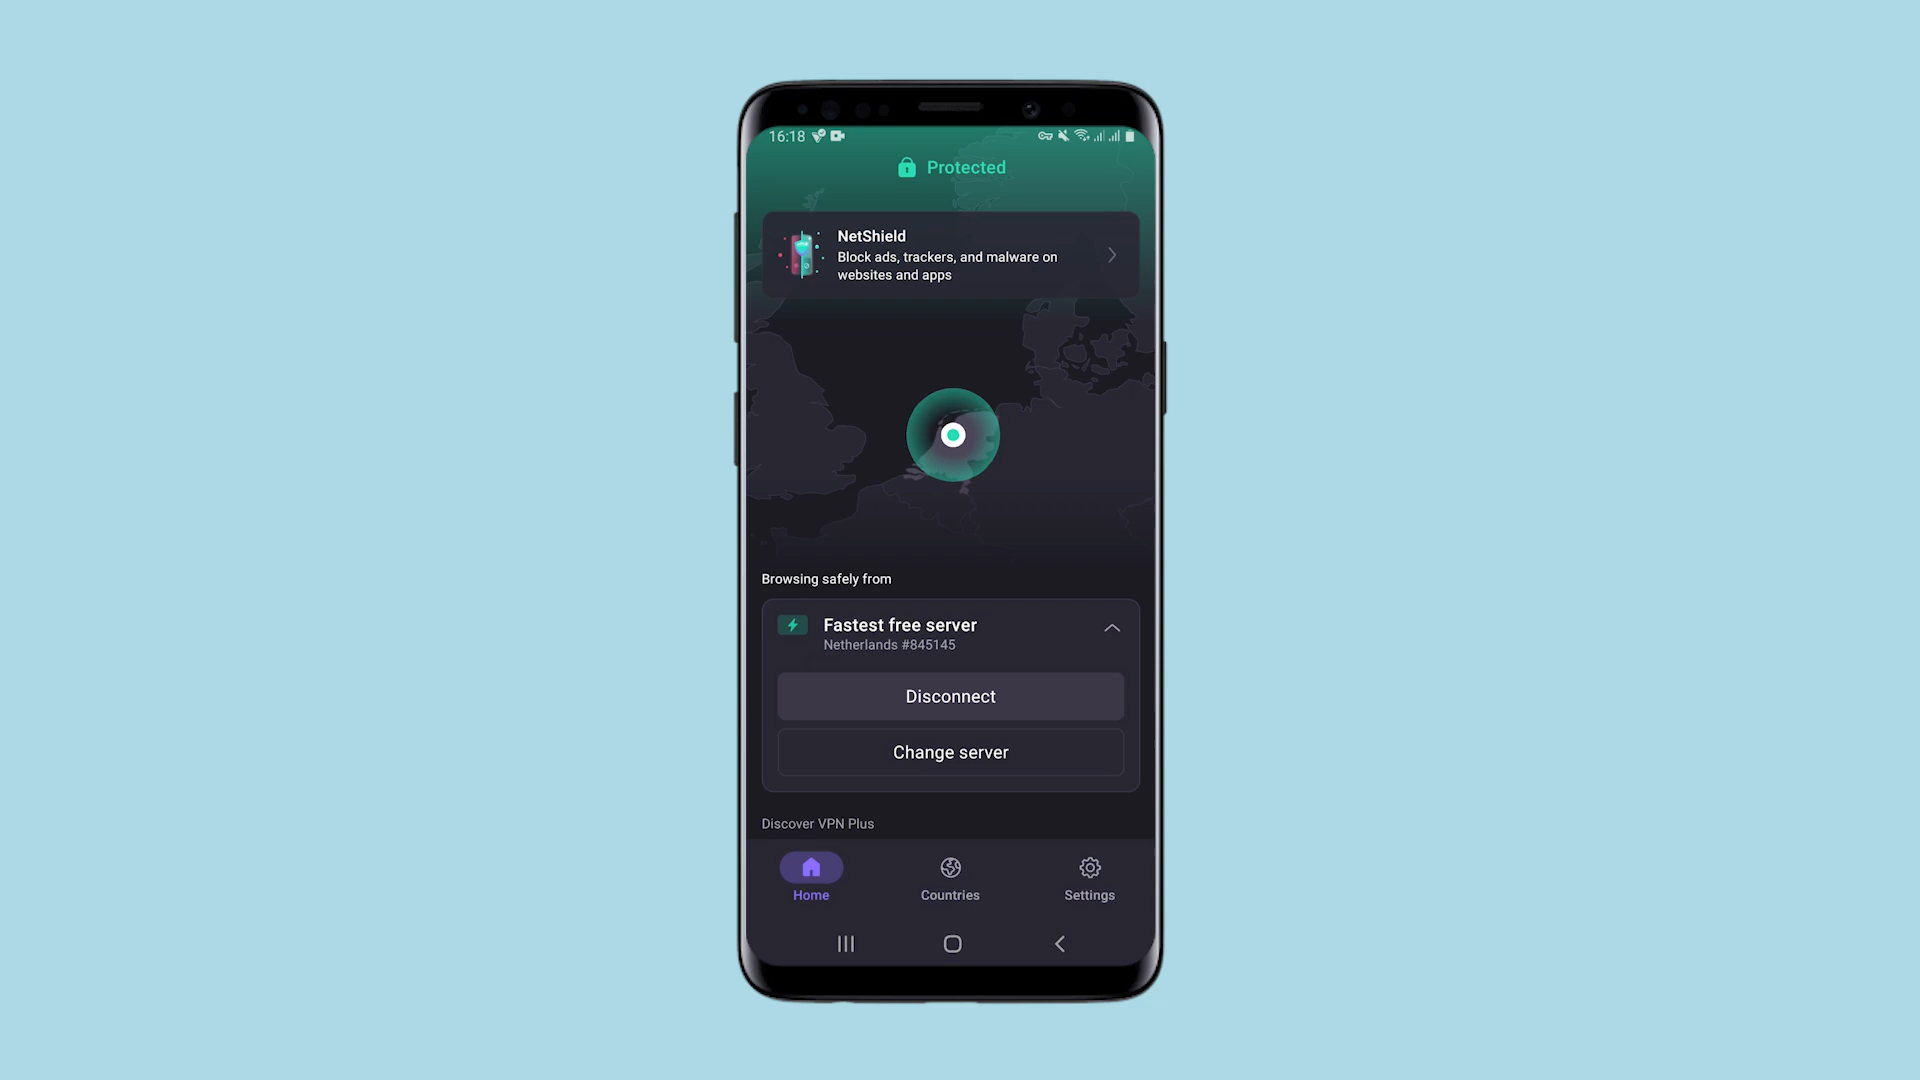 16:18
Protected
NetShield
Block ads, trackers, and malware on
websites and apps
Browsing safely from
Fastest free server
Netherlands #845145
Disconnect
Change server
Discover VPN Plus
Home
Countries
Settings